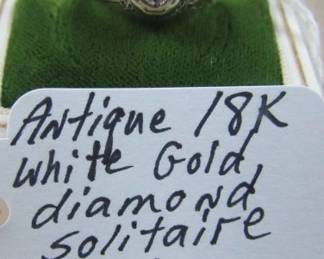 Antique 18K
White Gold,
diamond
solitaire